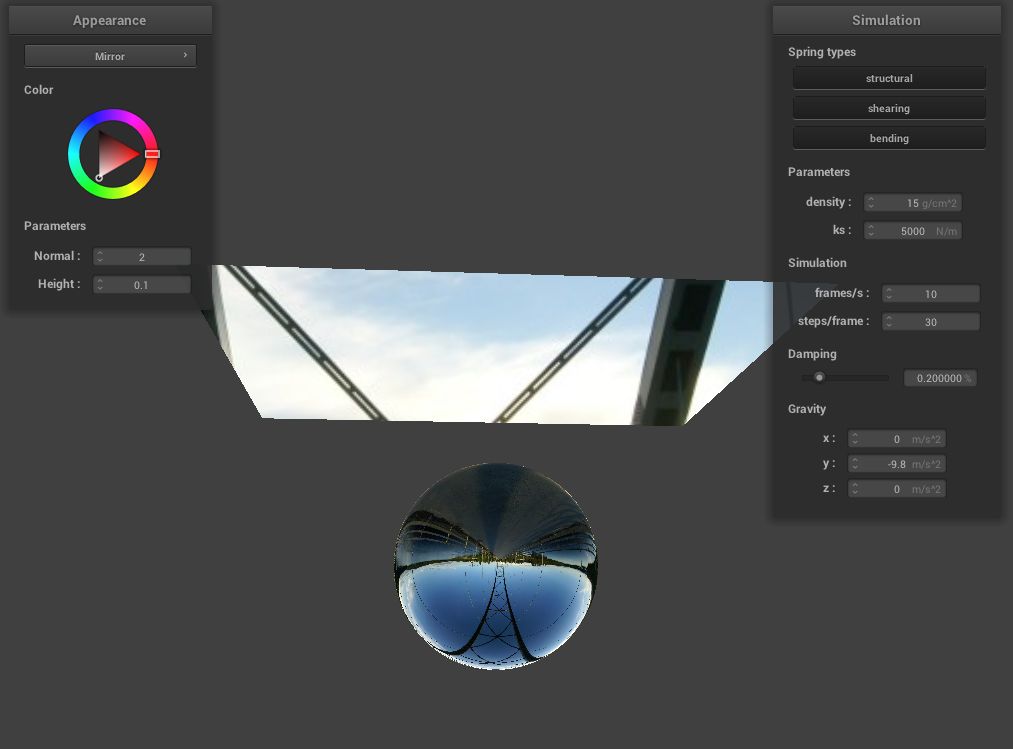 Appearance
Mirror
Color
Parameters
Normal : 2
Height : 0.1
Simulation
Spring types
structural
shearing
bending
Parameters
density : 15 g/cm^2
ks : 5000 N/m
Simulation
frames/s : 10
steps/frame : 30
Damping
0.200000 %
Gravity
x : 0 m/s^2
y : -9.8 m/s^2
z : 0 m/s^2